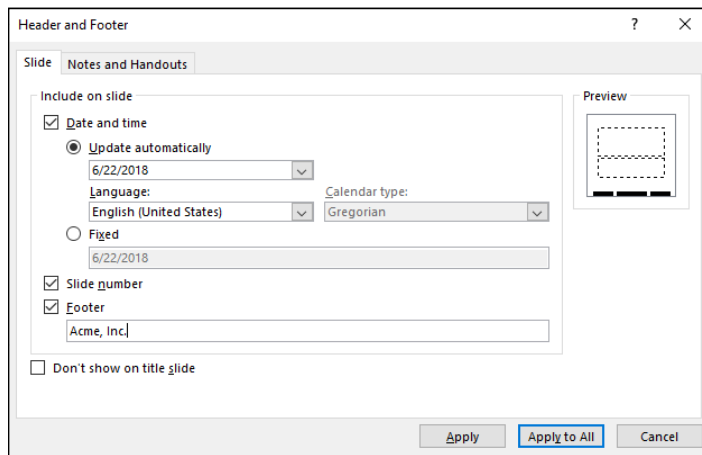 Header and Footer ?
Slide Notes and Handouts
Include on slide Preview
Date and time
Update automatically
6/22/2018
Language: Calendar type:
English (United States) Gregorian
Fixed
6/22/2018
Slide number
Footer
Acme, Inc.
Don't show on title slide
Apply Apply to All Cancel